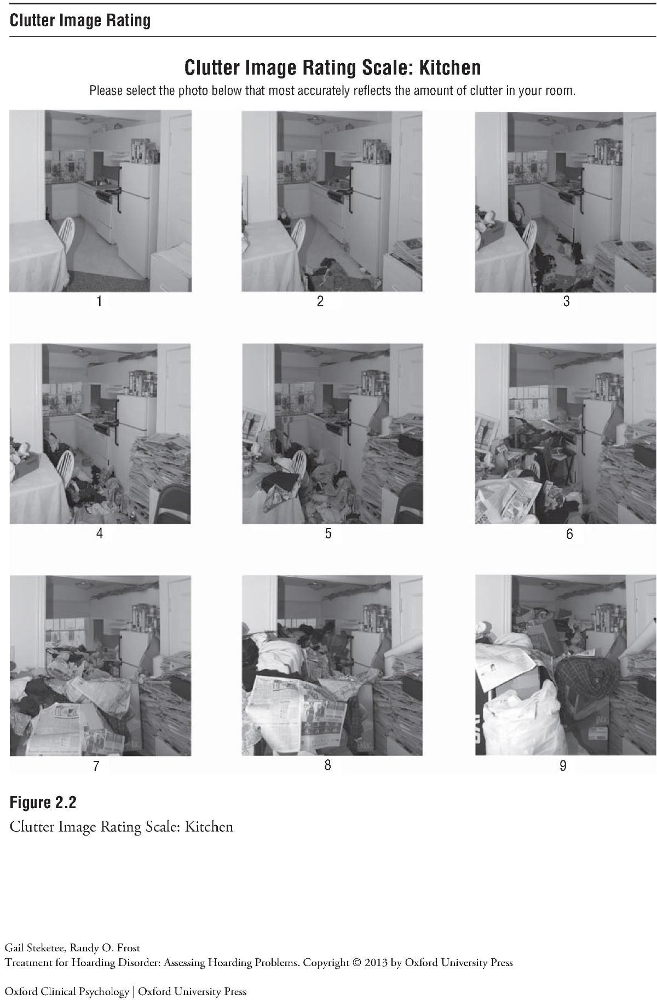 Clutter Image Rating
Clutter Image Rating Scale: Kitchen
Please select the photo below that most accurately reflects the amount of clutter in your room.
1
2
3
4
5
6
7
iMac
8
iMac
9
Figure 2.2
Clutter Image Rating Scale: Kitchen
Gail Steketee, Randy O. Frost
Treatment for Hoarding Disorder: Assessing Hoarding Problems. Copyright © 2013 by Oxford University Press
Oxford Clinical Psychology | Oxford University Press